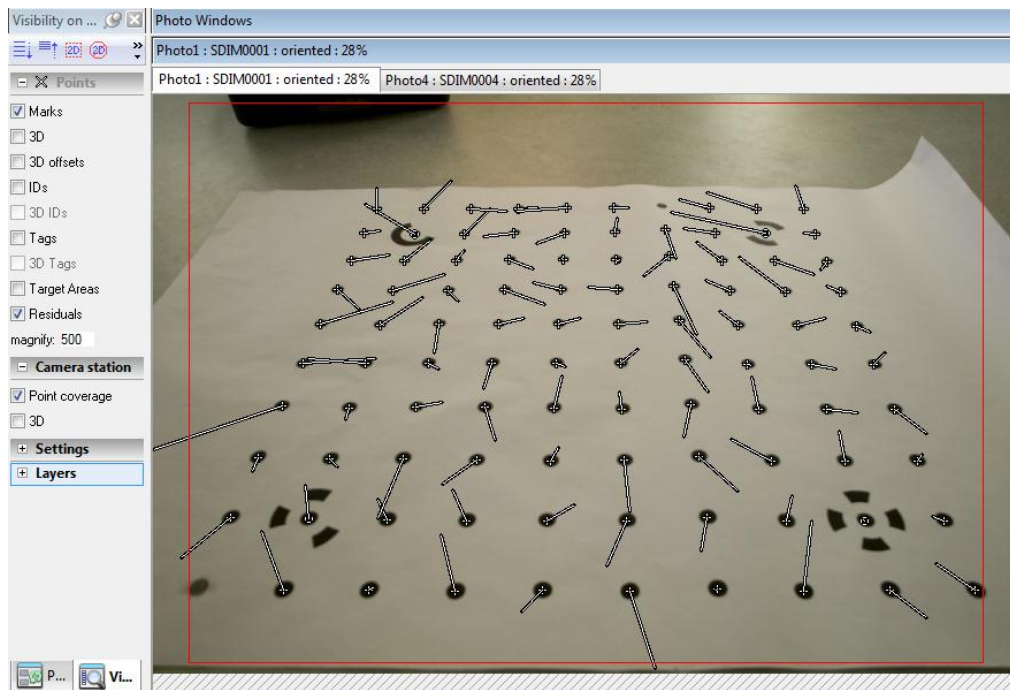 Visibility on ...
Photo Windows
Photo1 : SDIM0001 : oriented : 28%
Photo1 : SDIM0001 : oriented : 28%
Photo4 : SDIM0004 : oriented : 28%
2D
2D
»
Points
Marks
3D
3D offsets
IDs
3D IDs
Tags
3D Tags
Target Areas
Residuals
magnify: 500
Camera station
Point coverage
3D
Settings
Layers
P...
Vi...